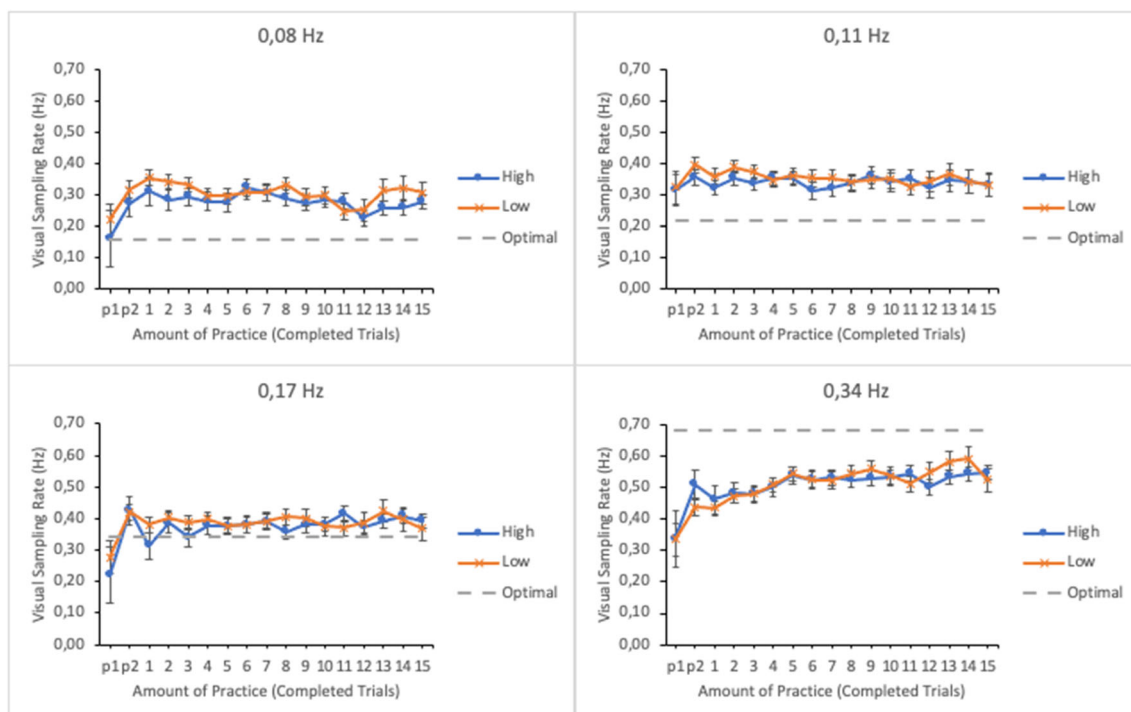 0,08 Hz
0,70
0,60
0,50
0,40
0,30
0,20
0,10
0,00
Visual Sampling Rate (Hz)
p1 p2 1 2 3 4 5 6 7 8 9 10 11 12 13 14 15
Amount of Practice (Completed Trials)
High
Low
Optimal
0,11 Hz
0,70
0,60
0,50
0,40
0,30
0,20
0,10
0,00
Visual Sampling Rate (Hz)
p1 p2 1 2 3 4 5 6 7 8 9 10 11 12 13 14 15
Amount of Practice (Completed Trials)
High
Low
Optimal
0,17 Hz
0,70
0,60
0,50
0,40
0,30
0,20
0,10
0,00
Visual Sampling Rate (Hz)
p1 p2 1 2 3 4 5 6 7 8 9 10 11 12 13 14 15
Amount of Practice (Completed Trials)
High
Low
Optimal
0,34 Hz
0,70
0,60
0,50
0,40
0,30
0,20
0,10
0,00
Visual Sampling Rate (Hz)
p1 p2 1 2 3 4 5 6 7 8 9 10 11 12 13 14 15
Amount of Practice (Completed Trials)
High
Low
Optimal